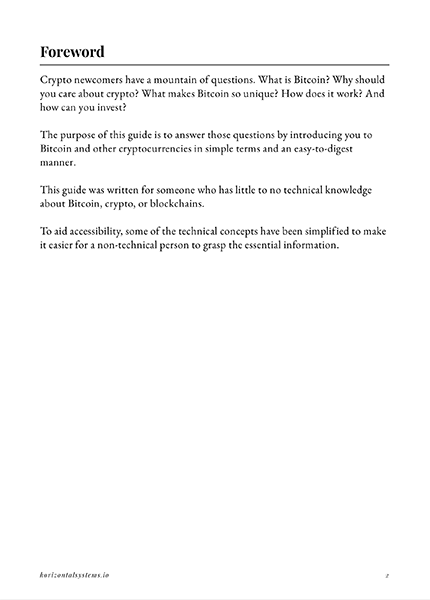 Foreword
Crypto newcomers have a mountain of questions. What is Bitcoin? Why should
you care about crypto? What makes Bitcoin so unique? How does it work? And
how can you invest?
The purpose of this guide is to answer those questions by introducing you to
Bitcoin and other cryptocurrencies in simple terms and an easy-to-digest
manner.
This guide was written for someone who has little to no technical knowledge
about Bitcoin, crypto, or blockchains.
To aid accessibility, some of the technical concepts have been simplified to make
it easier for a non-technical person to grasp the essential information.
horizontalsystems.io
2